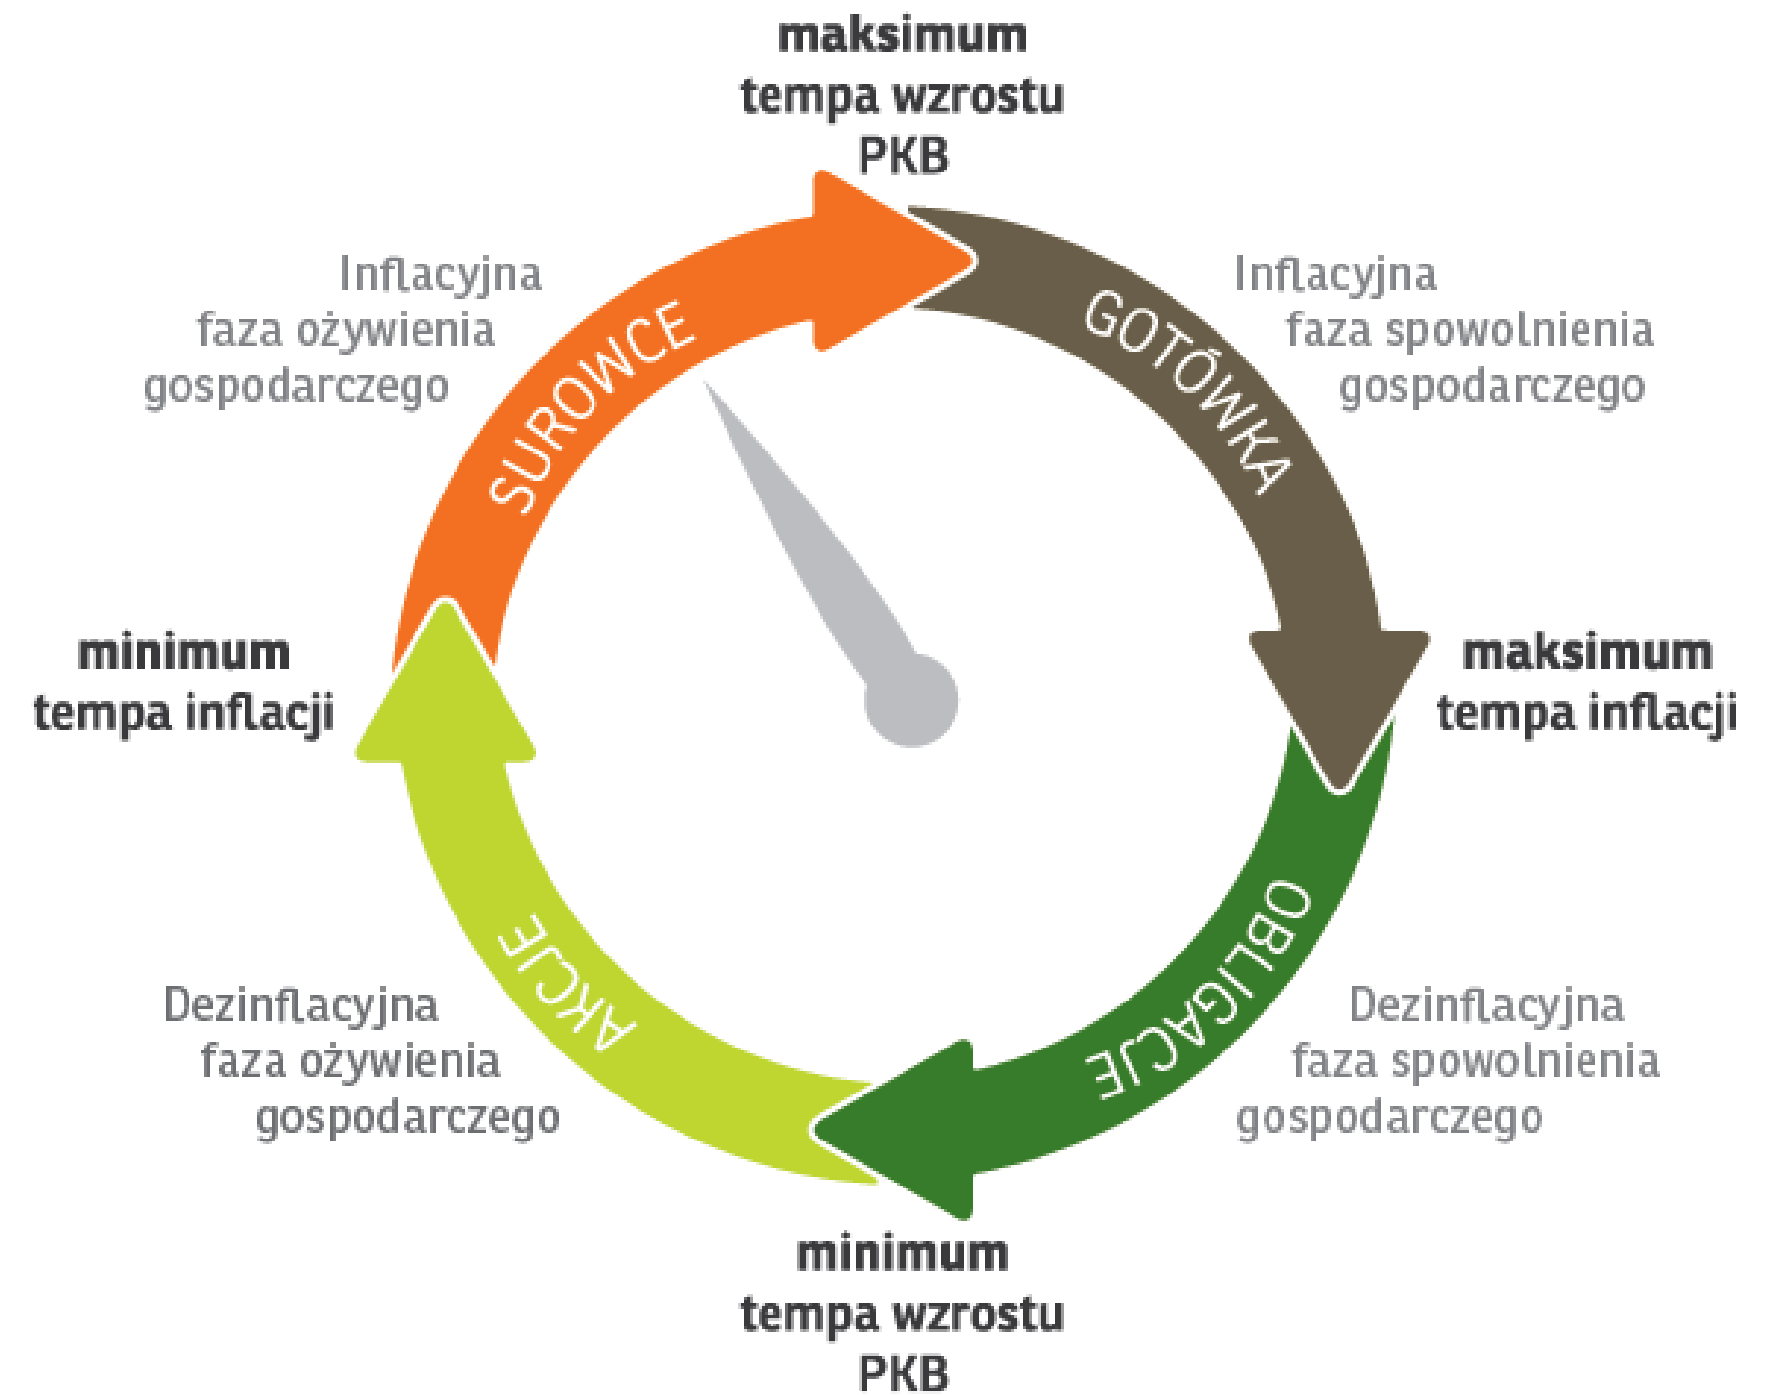 maksimum
tempa wzrostu
PKB
Inflacyjna
faza ożywienia
gospodarczego
SUROWCE
GOTÓWKA
Inflacyjna
faza spowolnienia
gospodarczego
minimum
tempa inflacji
maksimum
tempa inflacji
Dezinflacyjna
faza ożywienia
gospodarczego
AKCJE
OBLIGACJE
Dezinflacyjna
faza spowolnienia
gospodarczego
minimum
tempa wzrostu
PKB